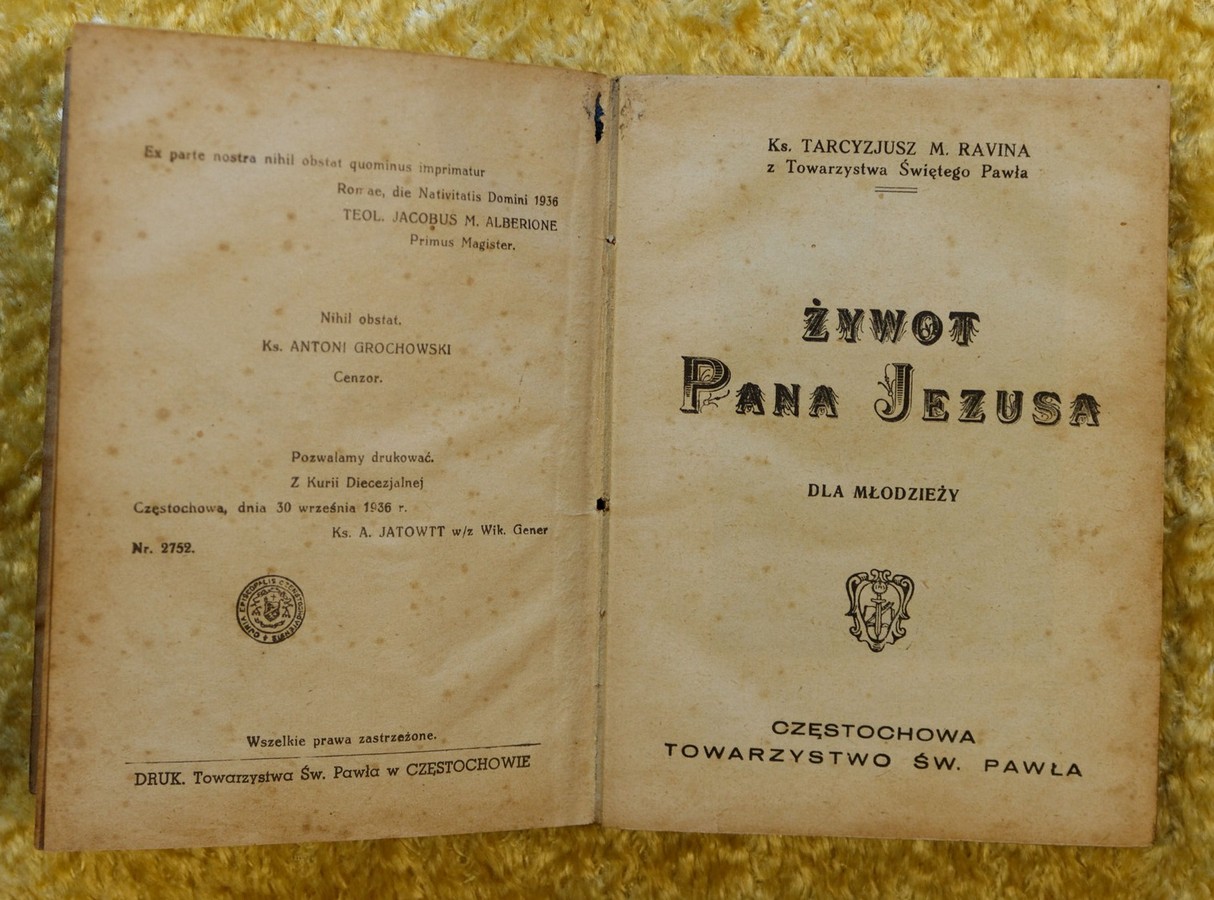 Ex parte nostra nihil obstat quominus imprimatur
Romae, die Nativitatis Domini 1936
TEOL. JACOBUS M. ALBERIONE
Primus Magister.
Nihil obstat.
Ks. ANTONI GROCHOWSKI
Cenzor.
Pozwalamy drukować.
Z Kurii Diecezjalnej
Częstochowa, dnia 30 września 1936 r.
Ks. A. JATOWTT w/z Wik. Gener
Nr. 2752.
CURIA EPISCOPALIS CZENSTOCHOVIENSIS
Wszelkie prawa zastrzeżone.
DRUK. Towarzystwa Św. Pawła w CZĘSTOCHOWIE
Ks. TARCYZJUSZ M. RAVINA
z Towarzystwa Świętego Pawła
ŻYWOT
PANA JEZUSA
DLA MŁODZIEŻY
CZĘSTOCHOWA
TOWARZYSTWO ŚW. PAWŁA